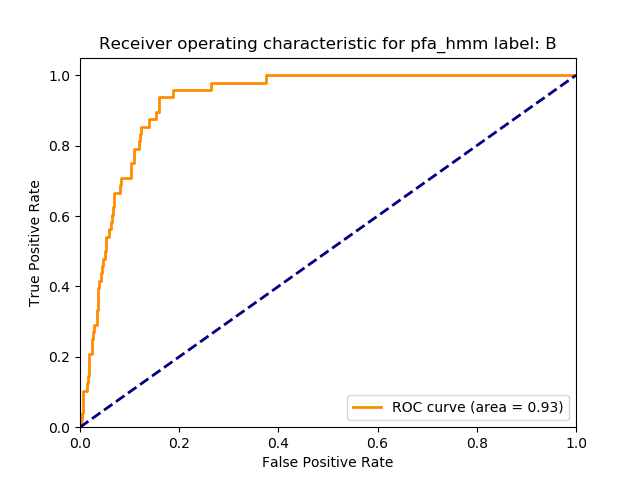 Receiver operating characteristic for pfa_hmm label: B
True Positive Rate
1.0
0.8
0.6
0.4
0.2
0.0
0.0 0.2 0.4 0.6 0.8 1.0
False Positive Rate
ROC curve (area = 0.93)